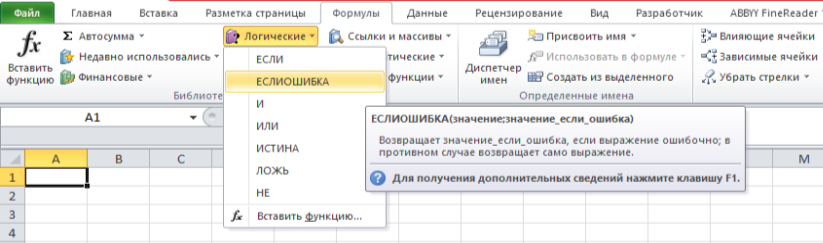 Файл Главная Вставка Разметка страницы Формулы Данные Рецензирование Вид Разработчик ABBYY FineReader
fx Вставить функцию
Σ Автосумма
Недавно использовались
Финансовые
Логические
Ссылки и массивы
тические
функции
Диспетчер имен
Присвоить имя
Использовать в формуле
Создать из выделенного
Влияющие ячейки
Зависимые ячейки
Убрать стрелки
Библиоте
Определенные имена
ЕСЛИ
ЕСЛИОШИБКА
И
ИЛИ
ИСТИНА
ЛОЖЬ
НЕ
fx Вставить функцию...
ЕСЛИОШИБКА(значение;значение_если_ошибка)
Возвращает значение_если_ошибка, если выражение ошибочно; в
противном случае возвращает само выражение.
Для получения дополнительных сведений нажмите клавишу F1.
A1
A B C M
1
2
3
4